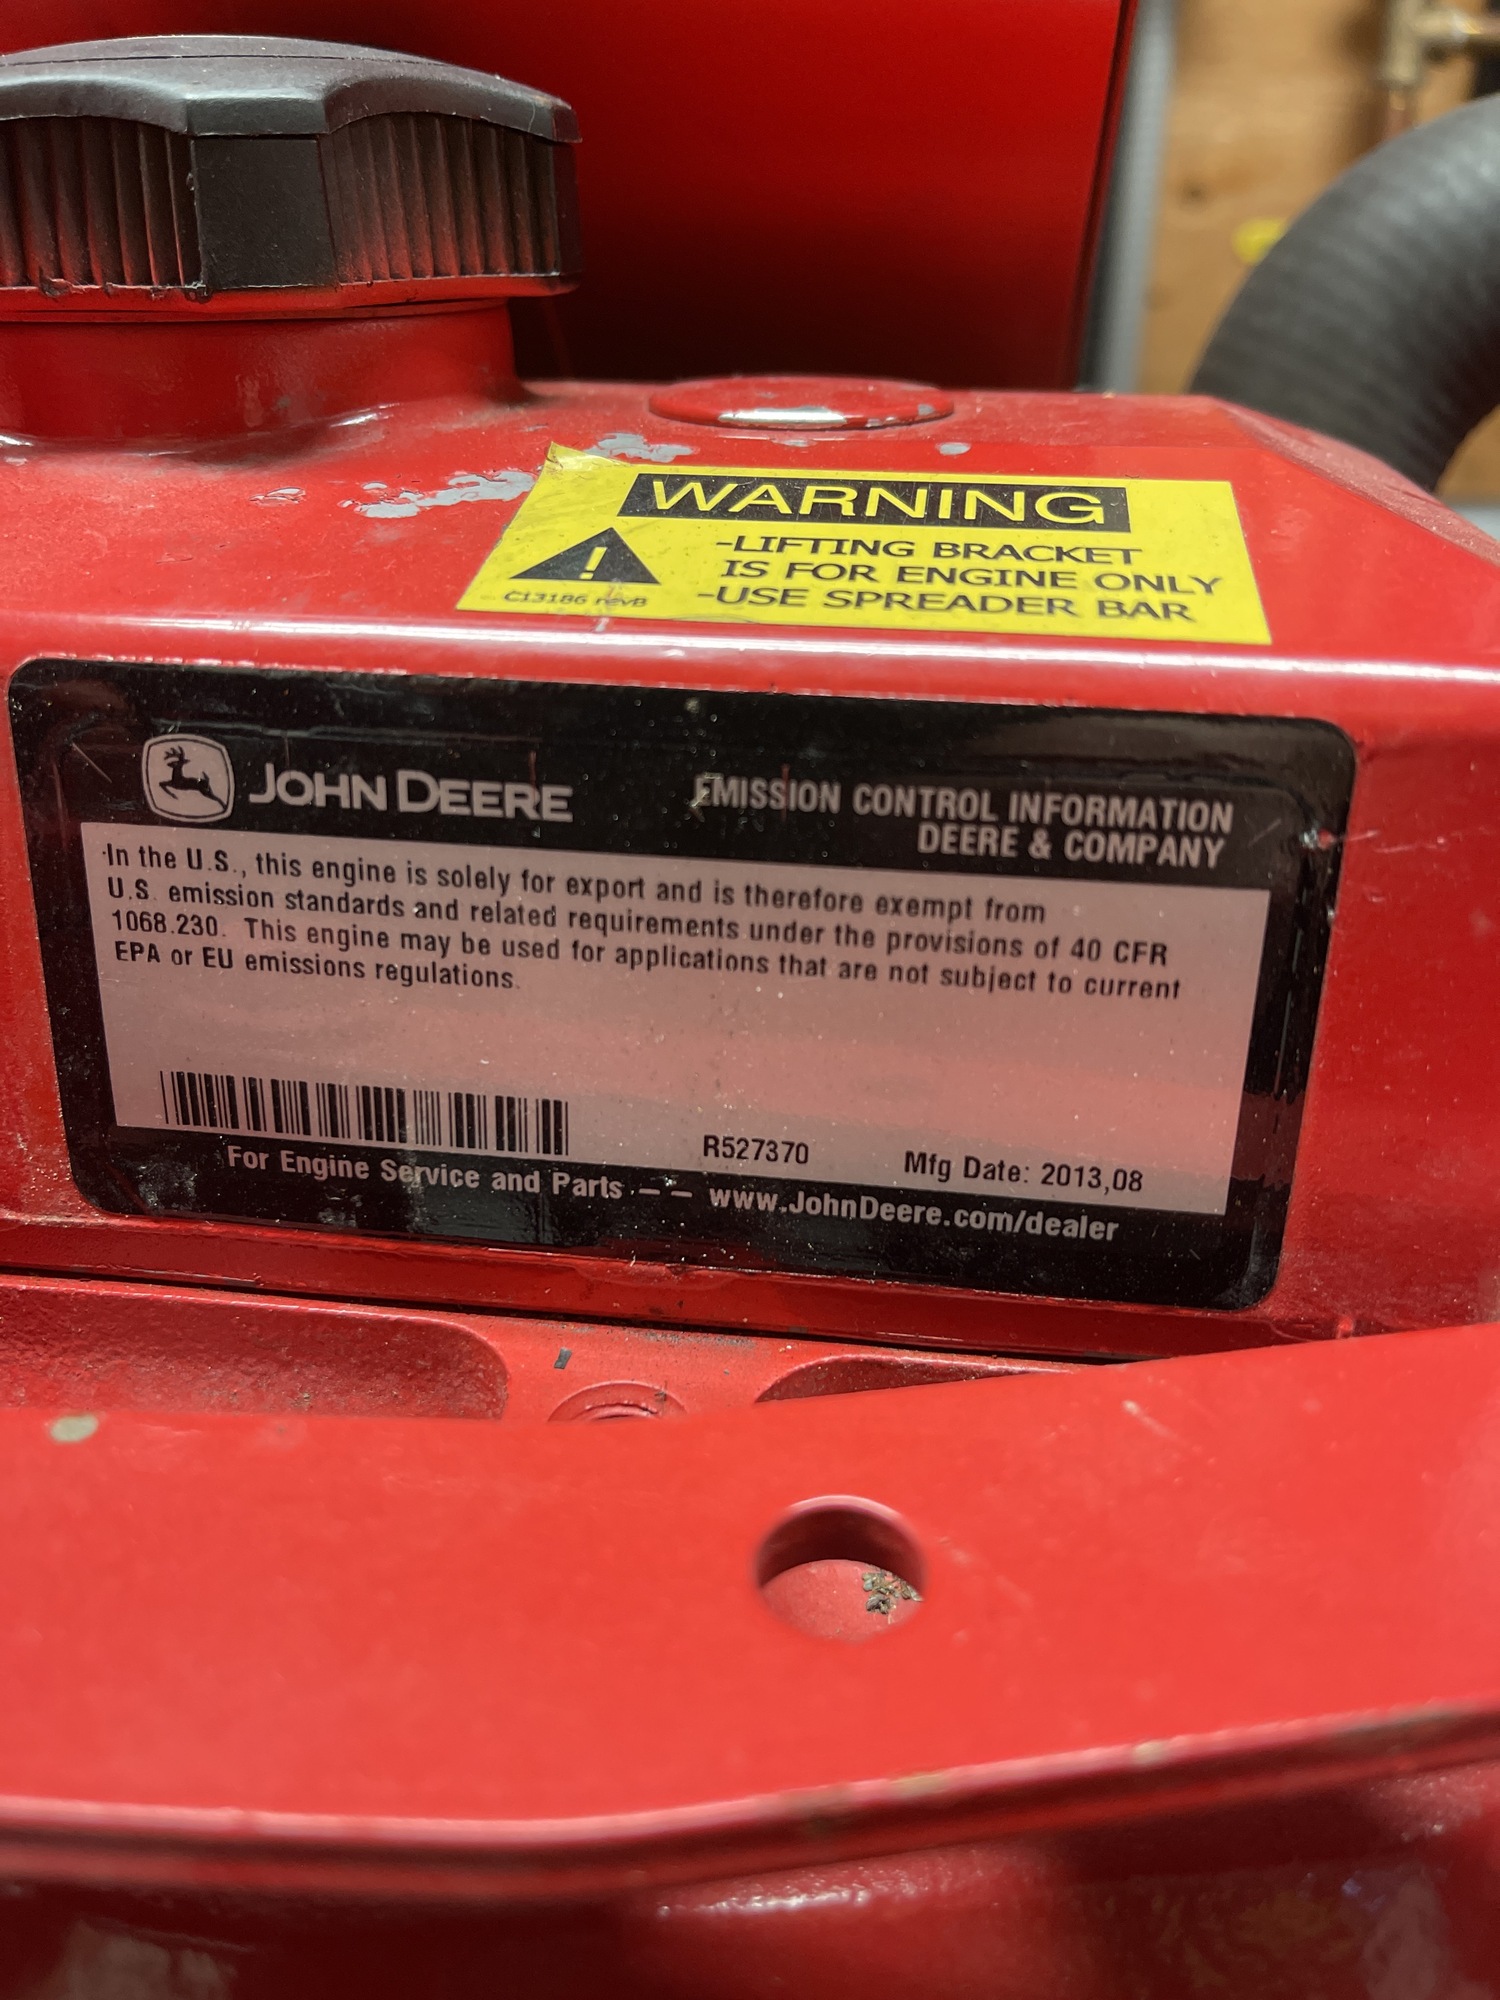 WARNING
!
-LIFTING BRACKET
IS FOR ENGINE ONLY
-USE SPREADER BAR
C13186 revB
JOHN DEERE
EMISSION CONTROL INFORMATION
DEERE & COMPANY
In the U.S., this engine is solely for export and is therefore exempt from
U.S. emission standards and related requirements under the provisions of 40 CFR
1068.230. This engine may be used for applications that are not subject to current
EPA or EU emissions regulations.
R527370
Mfg Date: 2013,08
For Engine Service and Parts - - www.JohnDeere.com/dealer